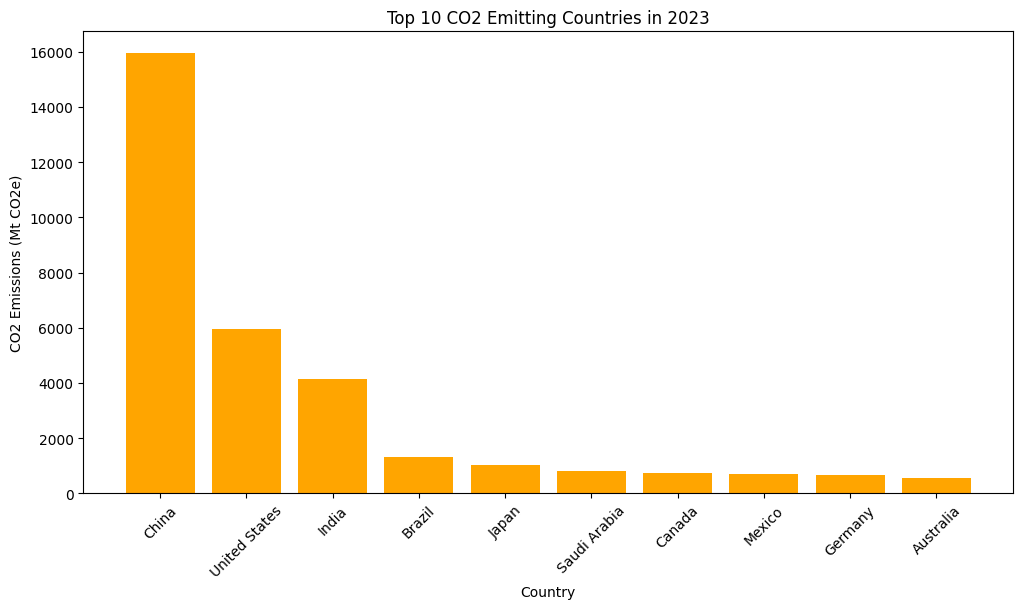 Top 10 CO2 Emitting Countries in 2023
CO2 Emissions (Mt CO2e)
16000
14000
12000
10000
8000
6000
4000
2000
0
China
United States
India
Brazil
Japan
Saudi Arabia
Canada
Mexico
Germany
Australia
Country